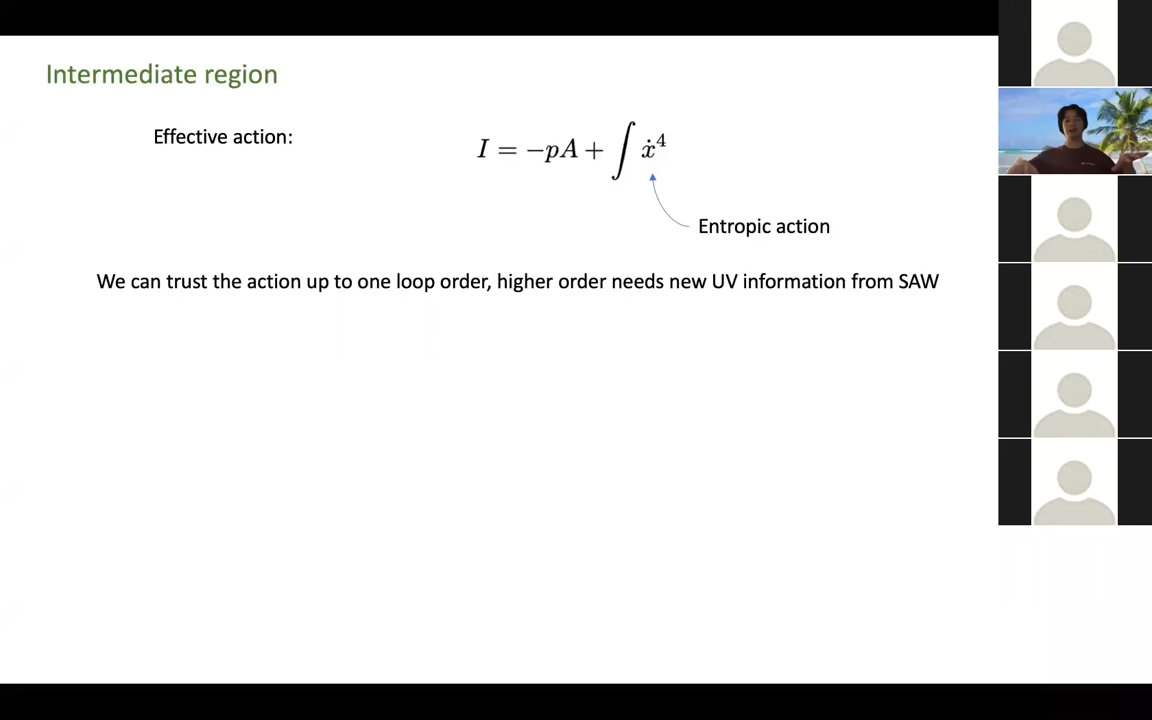 Intermediate region
Effective action:
I = −pA + ∫ ẋ⁴
Entropic action
We can trust the action up to one loop order, higher order needs new UV information from SAW